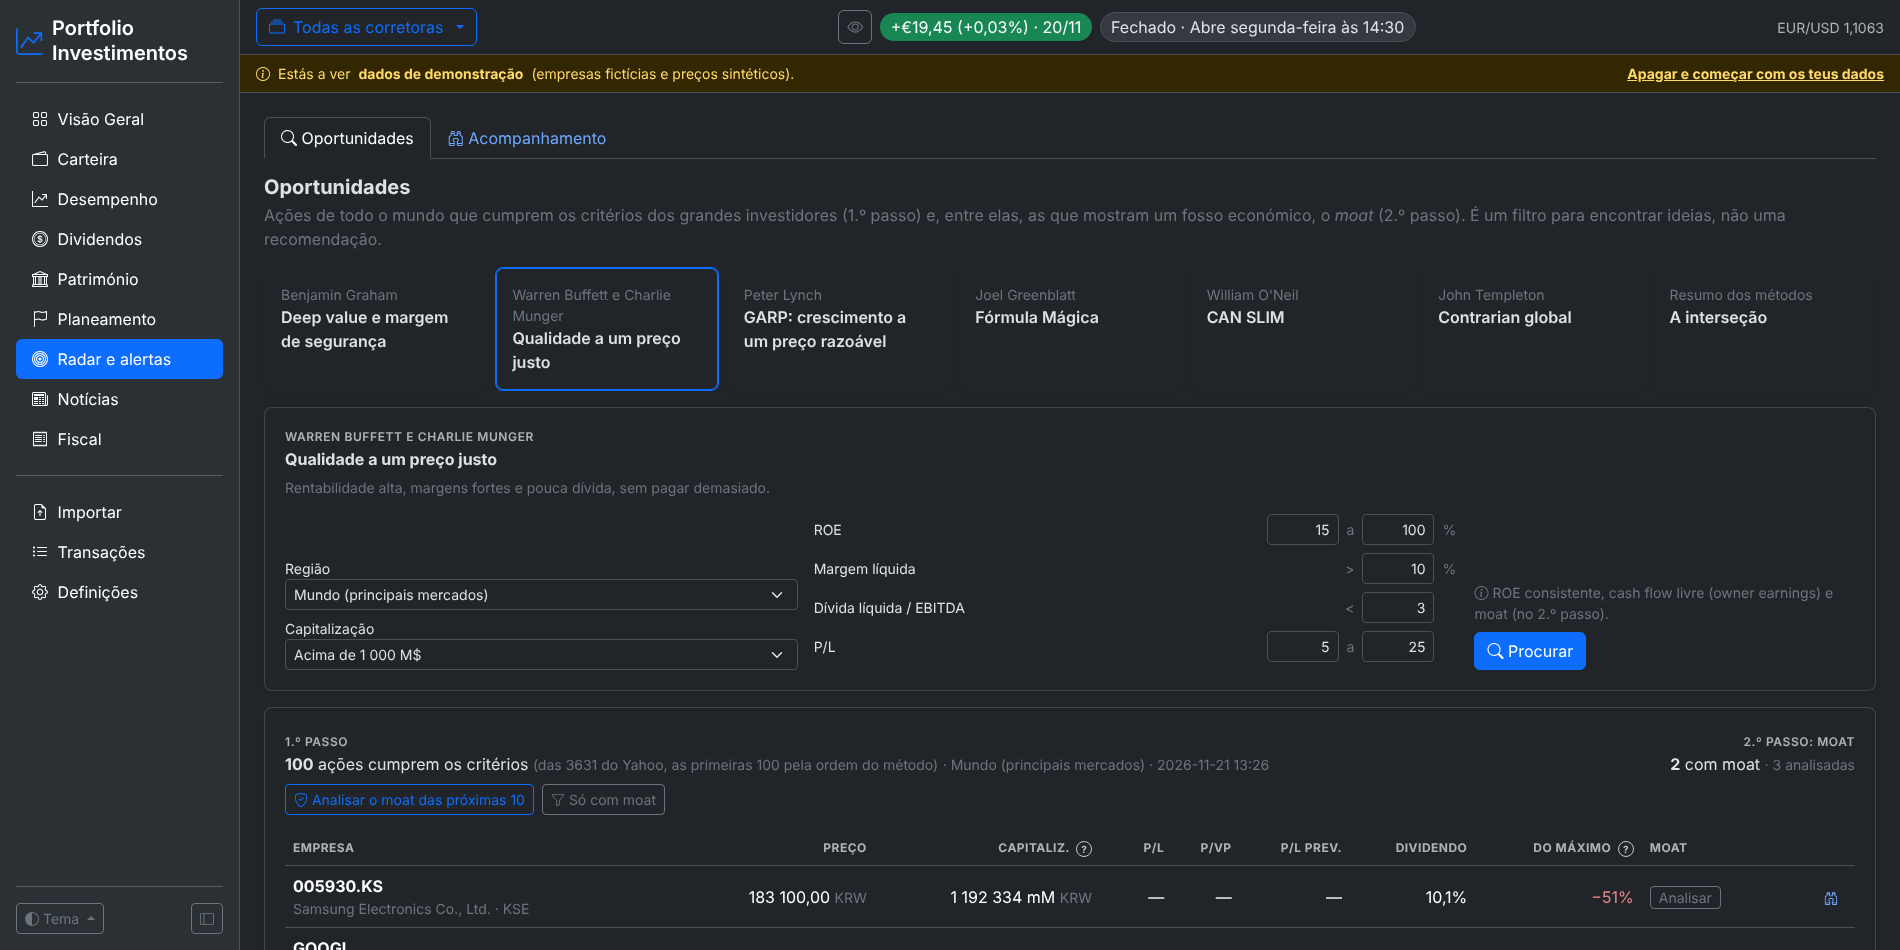 Portfolio
Investimentos
Visão Geral
Carteira
Desempenho
Dividendos
Património
Planeamento
Radar e alertas
Notícias
Fiscal
Importar
Transações
Definições
Tema
Todas as corretoras
+€19,45 (+0,03%) · 20/11
Fechado · Abre segunda-feira às 14:30
EUR/USD 1,1063
Estás a ver dados de demonstração (empresas fictícias e preços sintéticos).
Apagar e começar com os teus dados
Oportunidades
Acompanhamento
Oportunidades
Ações de todo o mundo que cumprem os critérios dos grandes investidores (1.º passo) e, entre elas, as que mostram um fosso económico, o moat (2.º passo). É um filtro para encontrar ideias, não uma
recomendação.
Benjamin Graham
Deep value e margem
de segurança
Warren Buffett e Charlie
Munger
Qualidade a um preço
justo
Peter Lynch
GARP: crescimento a
um preço razoável
Joel Greenblatt
Fórmula Mágica
William O'Neil
CAN SLIM
John Templeton
Contrarian global
Resumo dos métodos
A interseção
WARREN BUFFETT E CHARLIE MUNGER
Qualidade a um preço justo
Rentabilidade alta, margens fortes e pouca dívida, sem pagar demasiado.
Região
Mundo (principais mercados)
Capitalização
Acima de 1 000 M$
ROE 15 a 100 %
Margem líquida > 10 %
Dívida líquida / EBITDA < 3
P/L 5 a 25
ROE consistente, cash flow livre (owner earnings) e
moat (no 2.º passo).
Procurar
1.º PASSO
100 ações cumprem os critérios (das 3631 do Yahoo, as primeiras 100 pela ordem do método) · Mundo (principais mercados) · 2026-11-21 13:26
2.º PASSO: MOAT
2 com moat · 3 analisadas
Analisar o moat das próximas 10
Só com moat
EMPRESA PREÇO CAPITALIZ. ? P/L P/VP P/L PREV. DIVIDENDO DO MÁXIMO ? MOAT
005930.KS
Samsung Electronics Co., Ltd. · KSE
183 100,00 KRW 1 192 334 mM KRW — — — 10,1% −51% Analisar
GOOGL